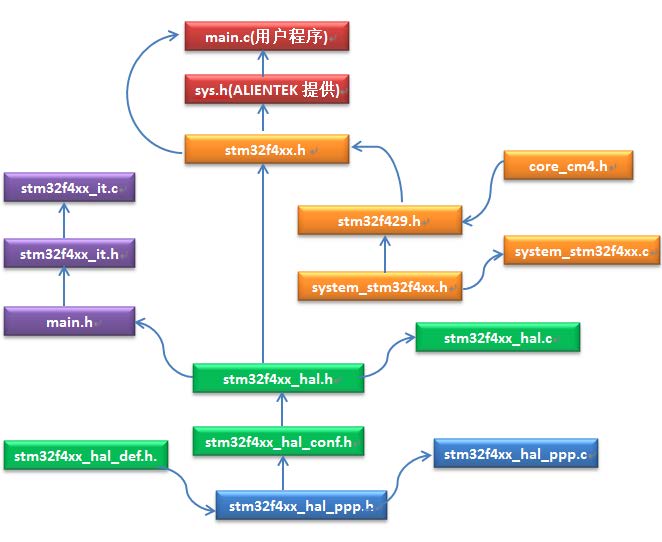 main.c(用户程序)
sys.h(ALIENTEK 提供)
stm32f4xx.h
core_cm4.h
stm32f4xx_it.c
stm32f429.h
stm32f4xx_it.h
system_stm32f4xx.c
system_stm32f4xx.h
main.h
stm32f4xx_hal.c
stm32f4xx_hal.h
stm32f4xx_hal_conf.h
stm32f4xx_hal_def.h.
stm32f4xx_hal_ppp.c
stm32f4xx_hal_ppp.h